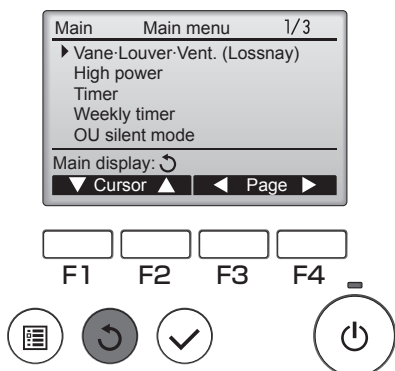 Main Main menu 1/3
Vane·Louver·Vent. (Lossnay)
High power
Timer
Weekly timer
OU silent mode
Main display:
Cursor Page
F1 F2 F3 F4